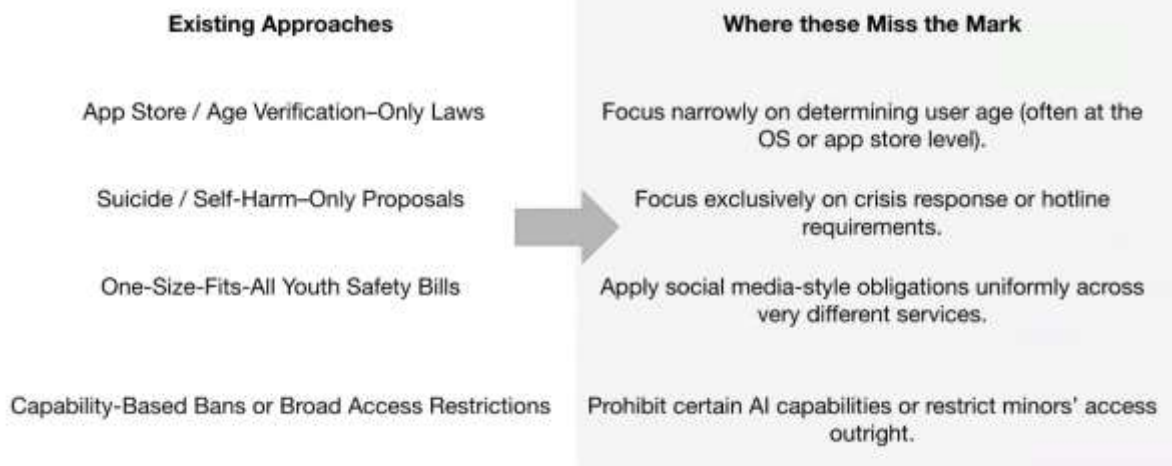 Existing Approaches
Where these Miss the Mark
App Store / Age Verification–Only Laws
Focus narrowly on determining user age (often at the
OS or app store level).
Suicide / Self-Harm–Only Proposals
Focus exclusively on crisis response or hotline
requirements.
One-Size-Fits-All Youth Safety Bills
Apply social media-style obligations uniformly across
very different services.
Capability-Based Bans or Broad Access Restrictions
Prohibit certain AI capabilities or restrict minors' access
outright.